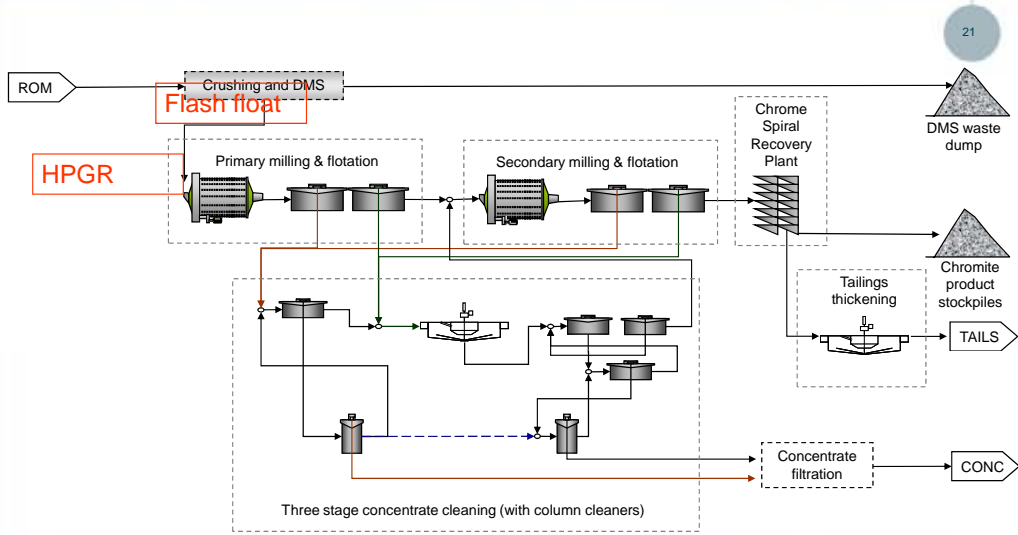 21
ROM
Crushing and DMS
Flash float
HPGR
Primary milling & flotation
Secondary milling & flotation
Chrome
Spiral
Recovery
Plant
DMS waste
dump
Chromite
product
stockpiles
Tailings
thickening
TAILS
Concentrate
filtration
CONC
Three stage concentrate cleaning (with column cleaners)